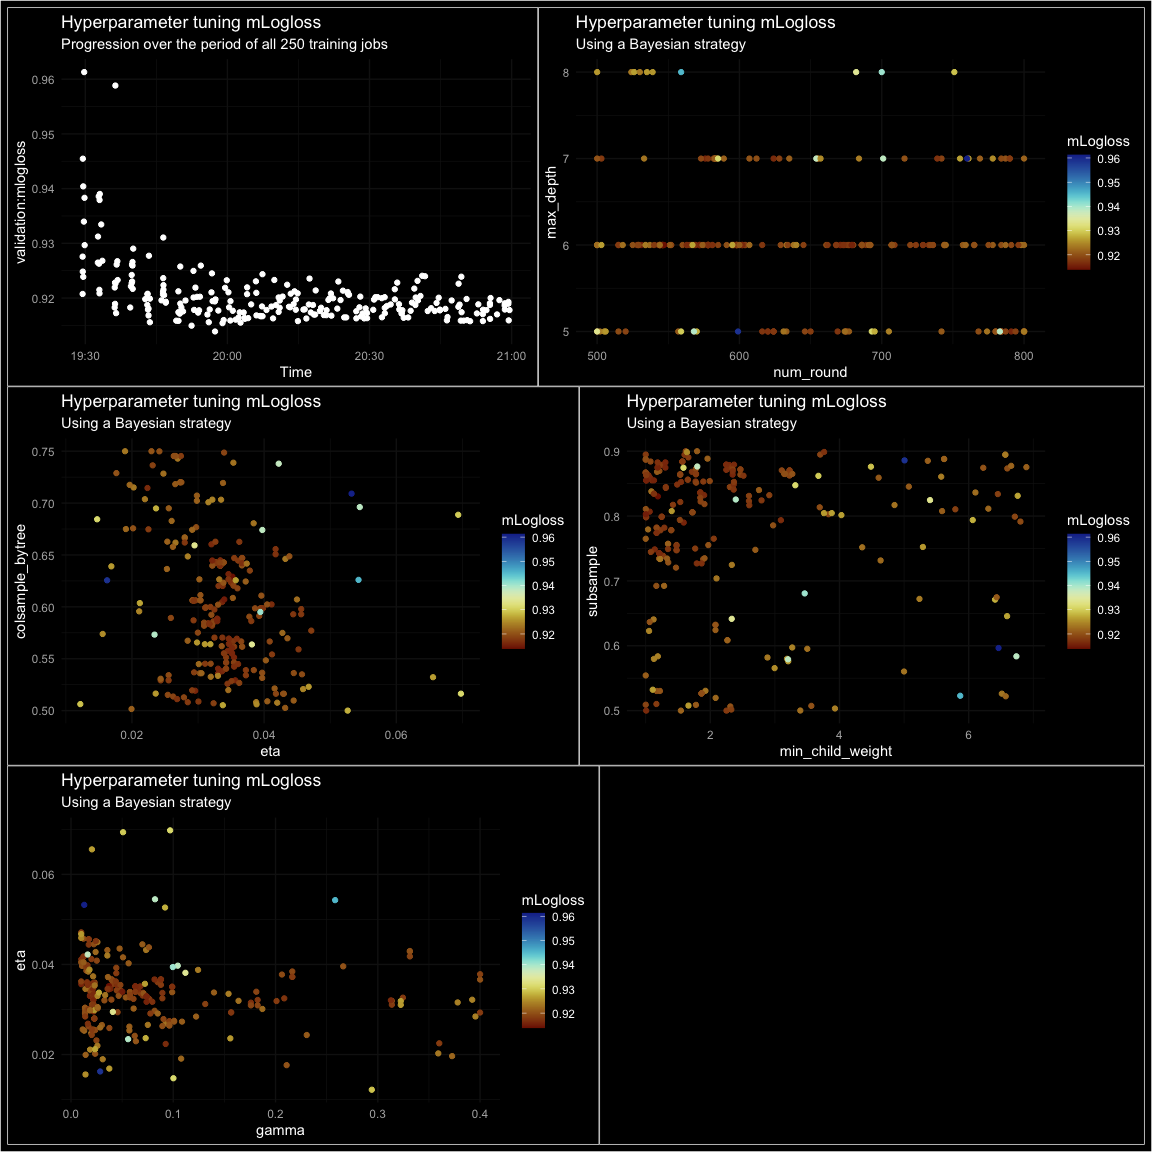 Hyperparameter tuning mLogloss
Progression over the period of all 250 training jobs
validation:mlogloss
0.96
0.95
0.94
0.93
0.92
19:30
20:00
20:30
21:00
Time
Hyperparameter tuning mLogloss
Using a Bayesian strategy
max_depth
8
7
6
5
500
600
700
800
num_round
mLogloss
0.96
0.95
0.94
0.93
0.92
Hyperparameter tuning mLogloss
Using a Bayesian strategy
colsample_bytree
0.75
0.70
0.65
0.60
0.55
0.50
0.02
0.04
0.06
eta
mLogloss
0.96
0.95
0.94
0.93
0.92
Hyperparameter tuning mLogloss
Using a Bayesian strategy
subsample
0.9
0.8
0.7
0.6
0.5
2
4
6
min_child_weight
mLogloss
0.96
0.95
0.94
0.93
0.92
Hyperparameter tuning mLogloss
Using a Bayesian strategy
eta
0.06
0.04
0.02
0.0
0.1
0.2
0.3
0.4
gamma
mLogloss
0.96
0.95
0.94
0.93
0.92